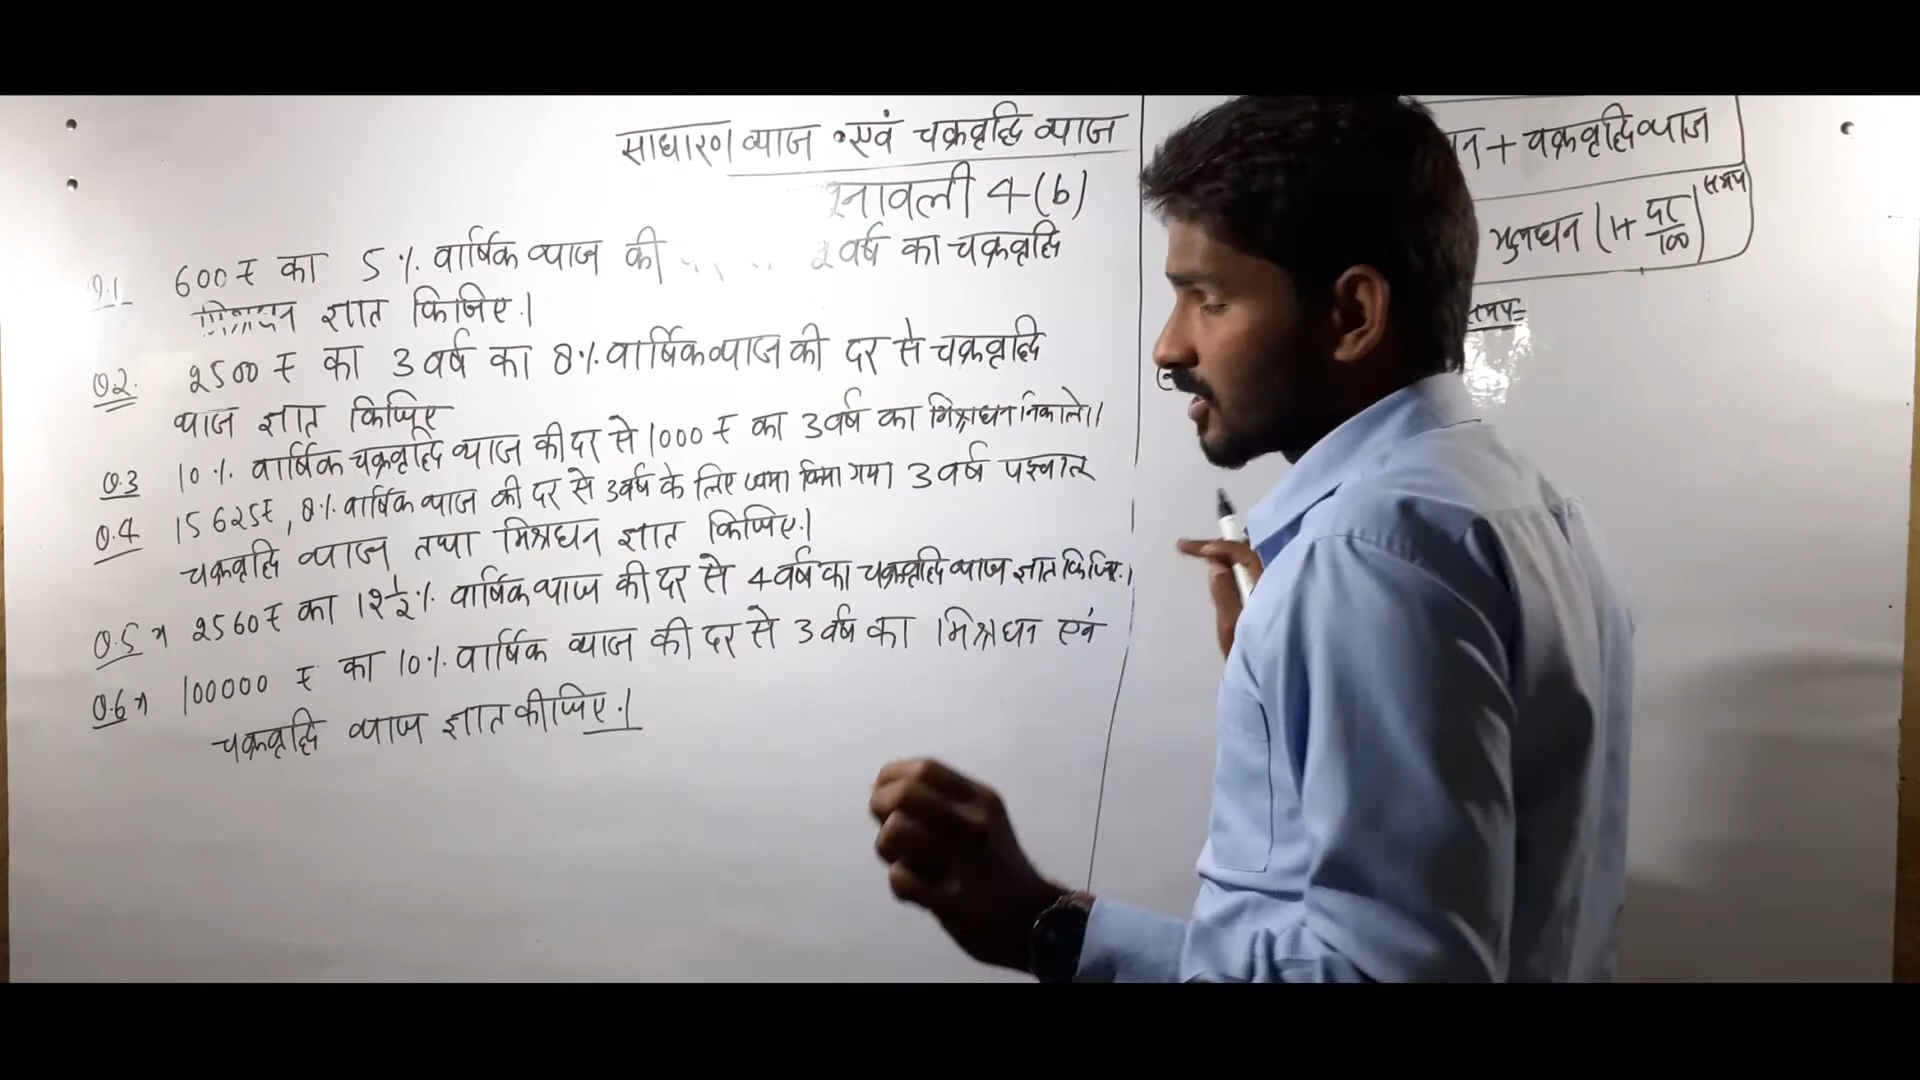 साधारण ब्याज एवं चक्रवृद्धि ब्याज
नावली 4(b)
Q.1 600₹ का 5% वार्षिक ब्याज की 2 वर्ष का चक्रवृद्धि
ज्ञात किजिए।
Q.2. 2500₹ का 3 वर्ष का 8% वार्षिक ब्याज की दर से चक्रवृद्धि
ब्याज ज्ञात किजिए
Q.3 10% वार्षिक चक्रवृद्धि ब्याज की दर से 1000₹ का 3 वर्ष का मिश्रधन निकाले।।
Q.4 15625₹, 8% वार्षिक ब्याज की दर से 3 वर्ष के लिए जमा किया गया 3 वर्ष पश्चात
चक्रवृद्धि ब्याज तथा मिश्रधन ज्ञात किजिए।
Q.5 2560₹ का 12½% वार्षिक ब्याज की दर से 4 वर्ष का चक्रवृद्धि ब्याज ज्ञात किजिए।
Q.6 100000 ₹ का 10% वार्षिक ब्याज की दर से 3 वर्ष का मिश्रधन एवं
चक्रवृद्धि ब्याज ज्ञात कीजिए।
न + चक्रवृद्धि ब्याज
मूलधन (1+ दर/100)^समय
समय=